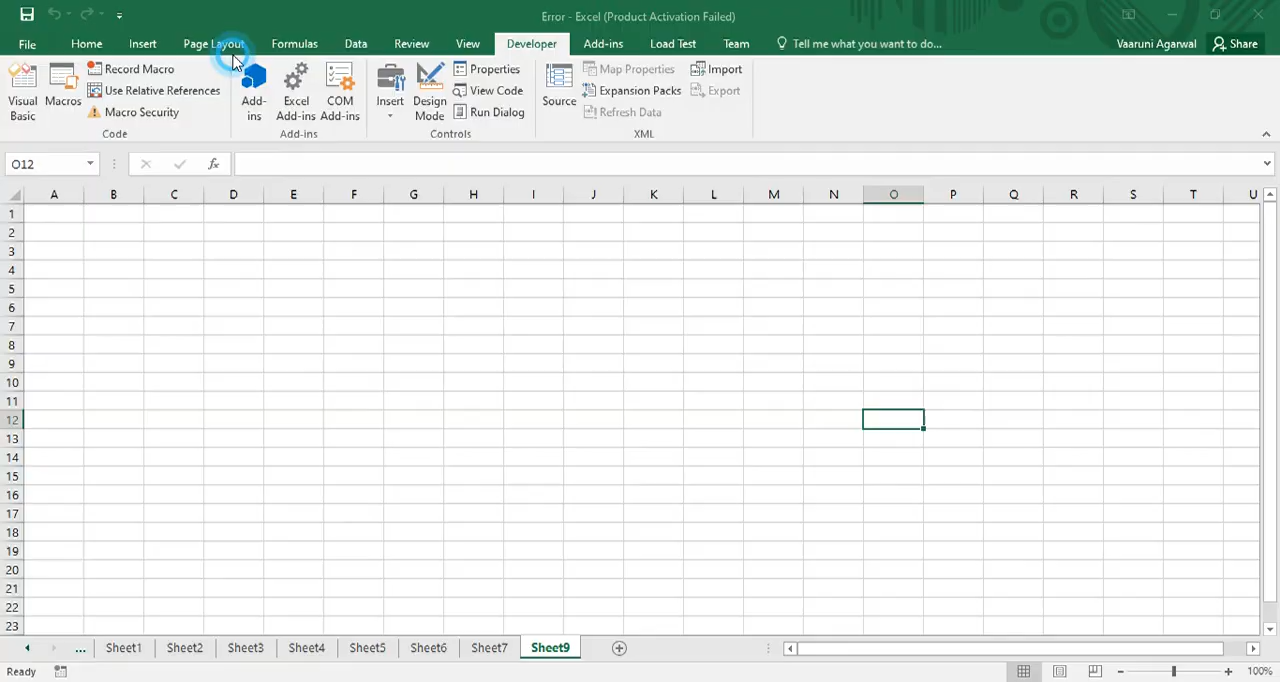 Error - Excel (Product Activation Failed)
File Home Insert Page Layout Formulas Data Review View Developer Add-ins Load Test Team Tell me what you want to do... Vaaruni Agarwal Share
Visual Basic
Macros
Record Macro
Use Relative References
Macro Security
Code
Add-ins
Excel Add-ins
COM Add-ins
Add-ins
Insert
Design Mode
Properties
View Code
Run Dialog
Controls
Source
Map Properties
Expansion Packs
Refresh Data
Import
Export
XML
O12
fx
A B C D E F G H I J K L M N O P Q R S T U
1
2
3
4
5
6
7
8
9
10
11
12
13
14
15
16
17
18
19
20
21
22
23
... Sheet1 Sheet2 Sheet3 Sheet4 Sheet5 Sheet6 Sheet7 Sheet9
Ready 100%